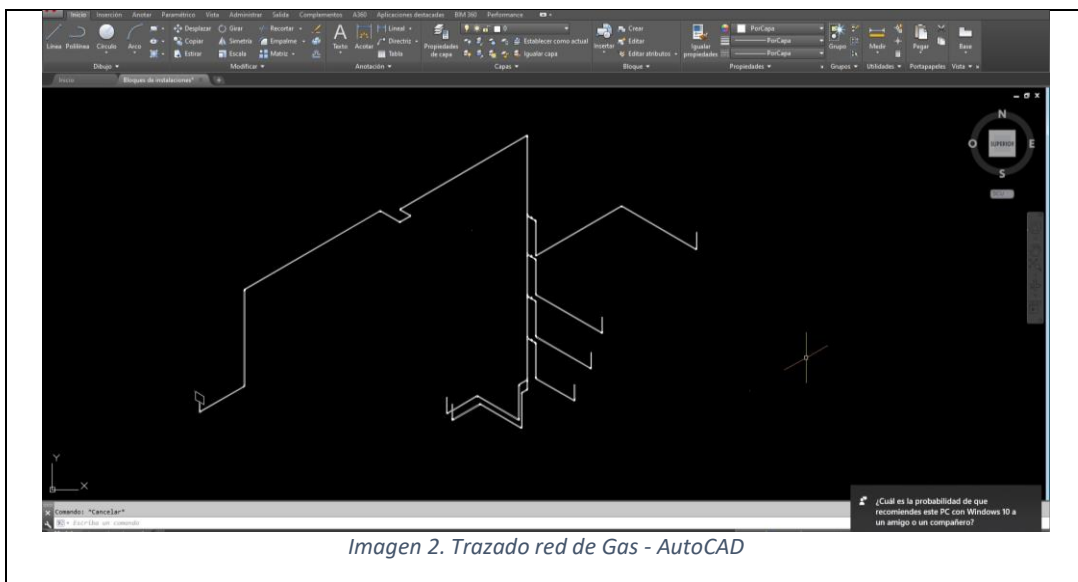 Inicio Inserción Anotar Paramétrico Vista Administrar Salida Complementos A360 Aplicaciones destacadas BIM 360 Performance
Línea Polilínea Círculo Arco
Desplazar Girar Recortar
Copiar Simetría Empalme
Estirar Escala Matriz
Texto Acotar
Lineal
Directriz
Tabla
Propiedades de capa
0
Establecer como actual
Igualar capa
Insertar
Crear
Editar
Editar atributos
Igualar propiedades
PorCapa
PorCapa
PorCapa
Grupo
Medir
Pegar
Base
Dibujo Modificar Anotación Capas Bloque Propiedades Grupos Utilidades Portapapeles Vista
Inicio Bloques de instalaciones*
N
O SUPERIOR E
S
Y
X
Comando: *Cancelar*
Escriba un comando
¿Cuál es la probabilidad de que
recomiendes este PC con Windows 10 a
un amigo o un compañero?
Imagen 2. Trazado red de Gas - AutoCAD